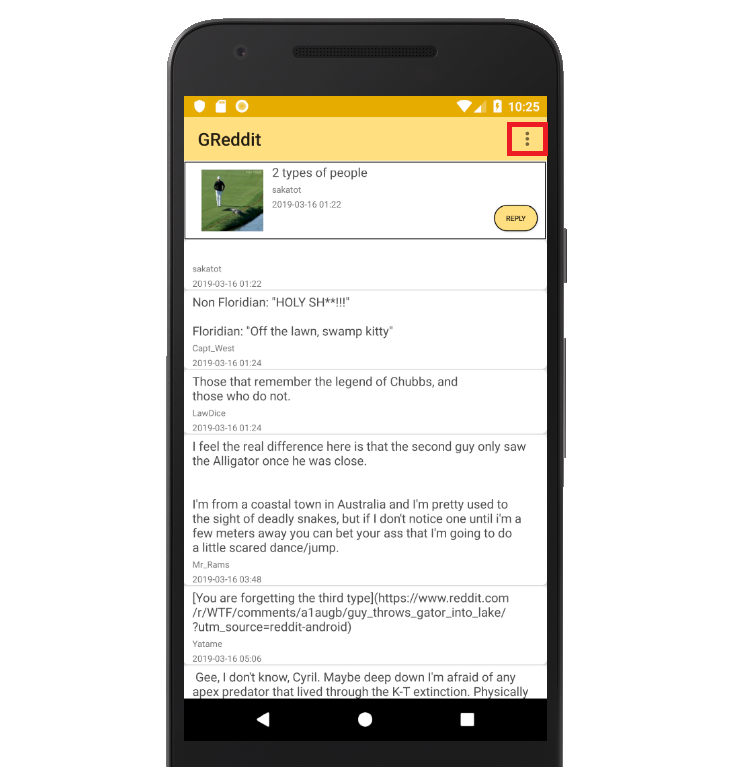 10:25
GReddit
2 types of people
sakatot
2019-03-16 01:22
REPLY
sakatot
2019-03-16 01:22
Non Floridian: "HOLY SH**!!!"
Floridian: "Off the lawn, swamp kitty"
Capt_West
2019-03-16 01:24
Those that remember the legend of Chubbs, and
those who do not.
LawDice
2019-03-16 01:24
I feel the real difference here is that the second guy only saw
the Alligator once he was close.
I'm from a coastal town in Australia and I'm pretty used to
the sight of deadly snakes, but if I don't notice one until i'm a
few meters away you can bet your ass that I'm going to do
a little scared dance/jump.
Mr_Rams
2019-03-16 03:48
[You are forgetting the third type](https://www.reddit.com
/r/WTF/comments/a1augb/guy_throws_gator_into_lake/
?utm_source=reddit-android)
Yatame
2019-03-16 05:06
Gee, I don't know, Cyril. Maybe deep down I'm afraid of any
apex predator that lived through the K-T extinction. Physically